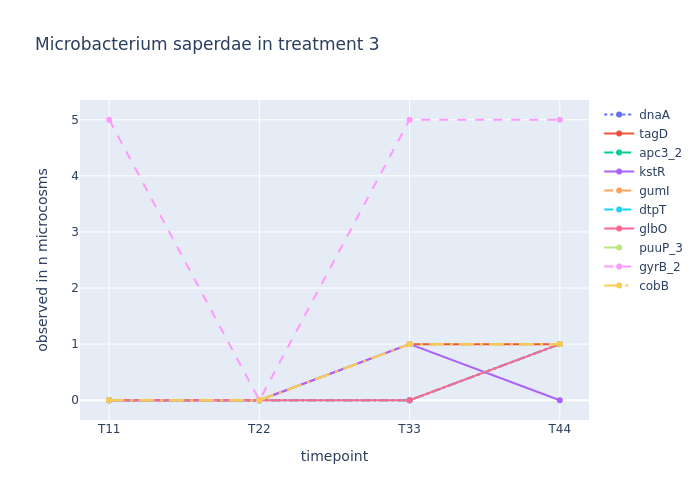 Microbacterium saperdae in treatment 3
observed in n microcosms
5
4
3
2
1
0
T11
T22
T33
T44
timepoint
dnaA
tagD
apc3_2
kstR
gumI
dtpT
glbO
puuP_3
gyrB_2
cobB